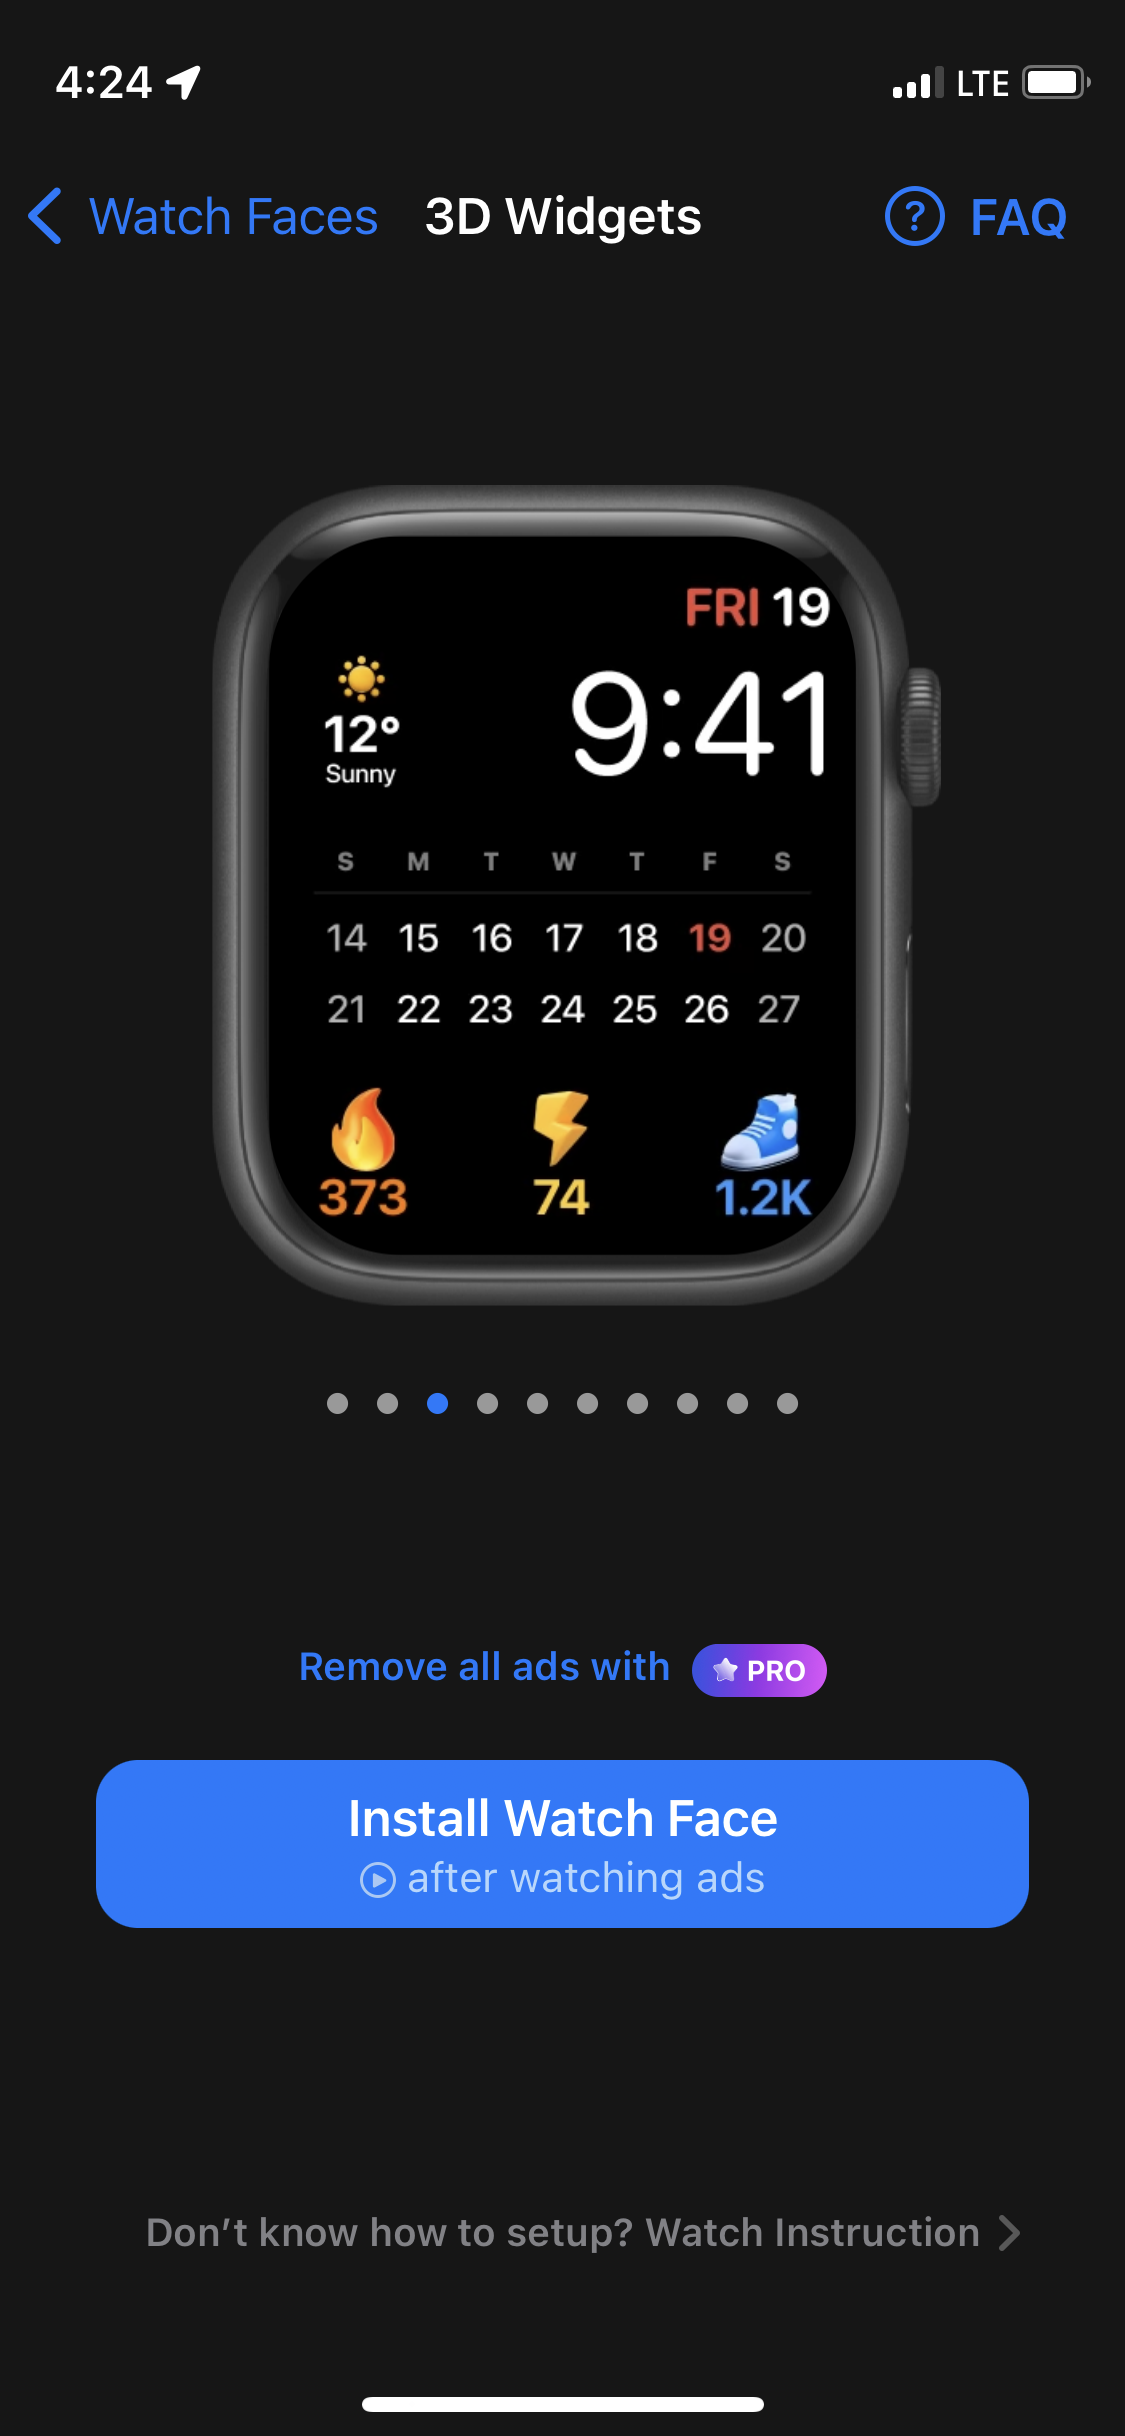 4:24 LTE
Watch Faces 3D Widgets ? FAQ
FRI 19
12° 9:41
Sunny
S M T W T F S
14 15 16 17 18 19 20
21 22 23 24 25 26 27
373 74 1.2K
Remove all ads with PRO
Install Watch Face
after watching ads
Don’t know how to setup? Watch Instruction